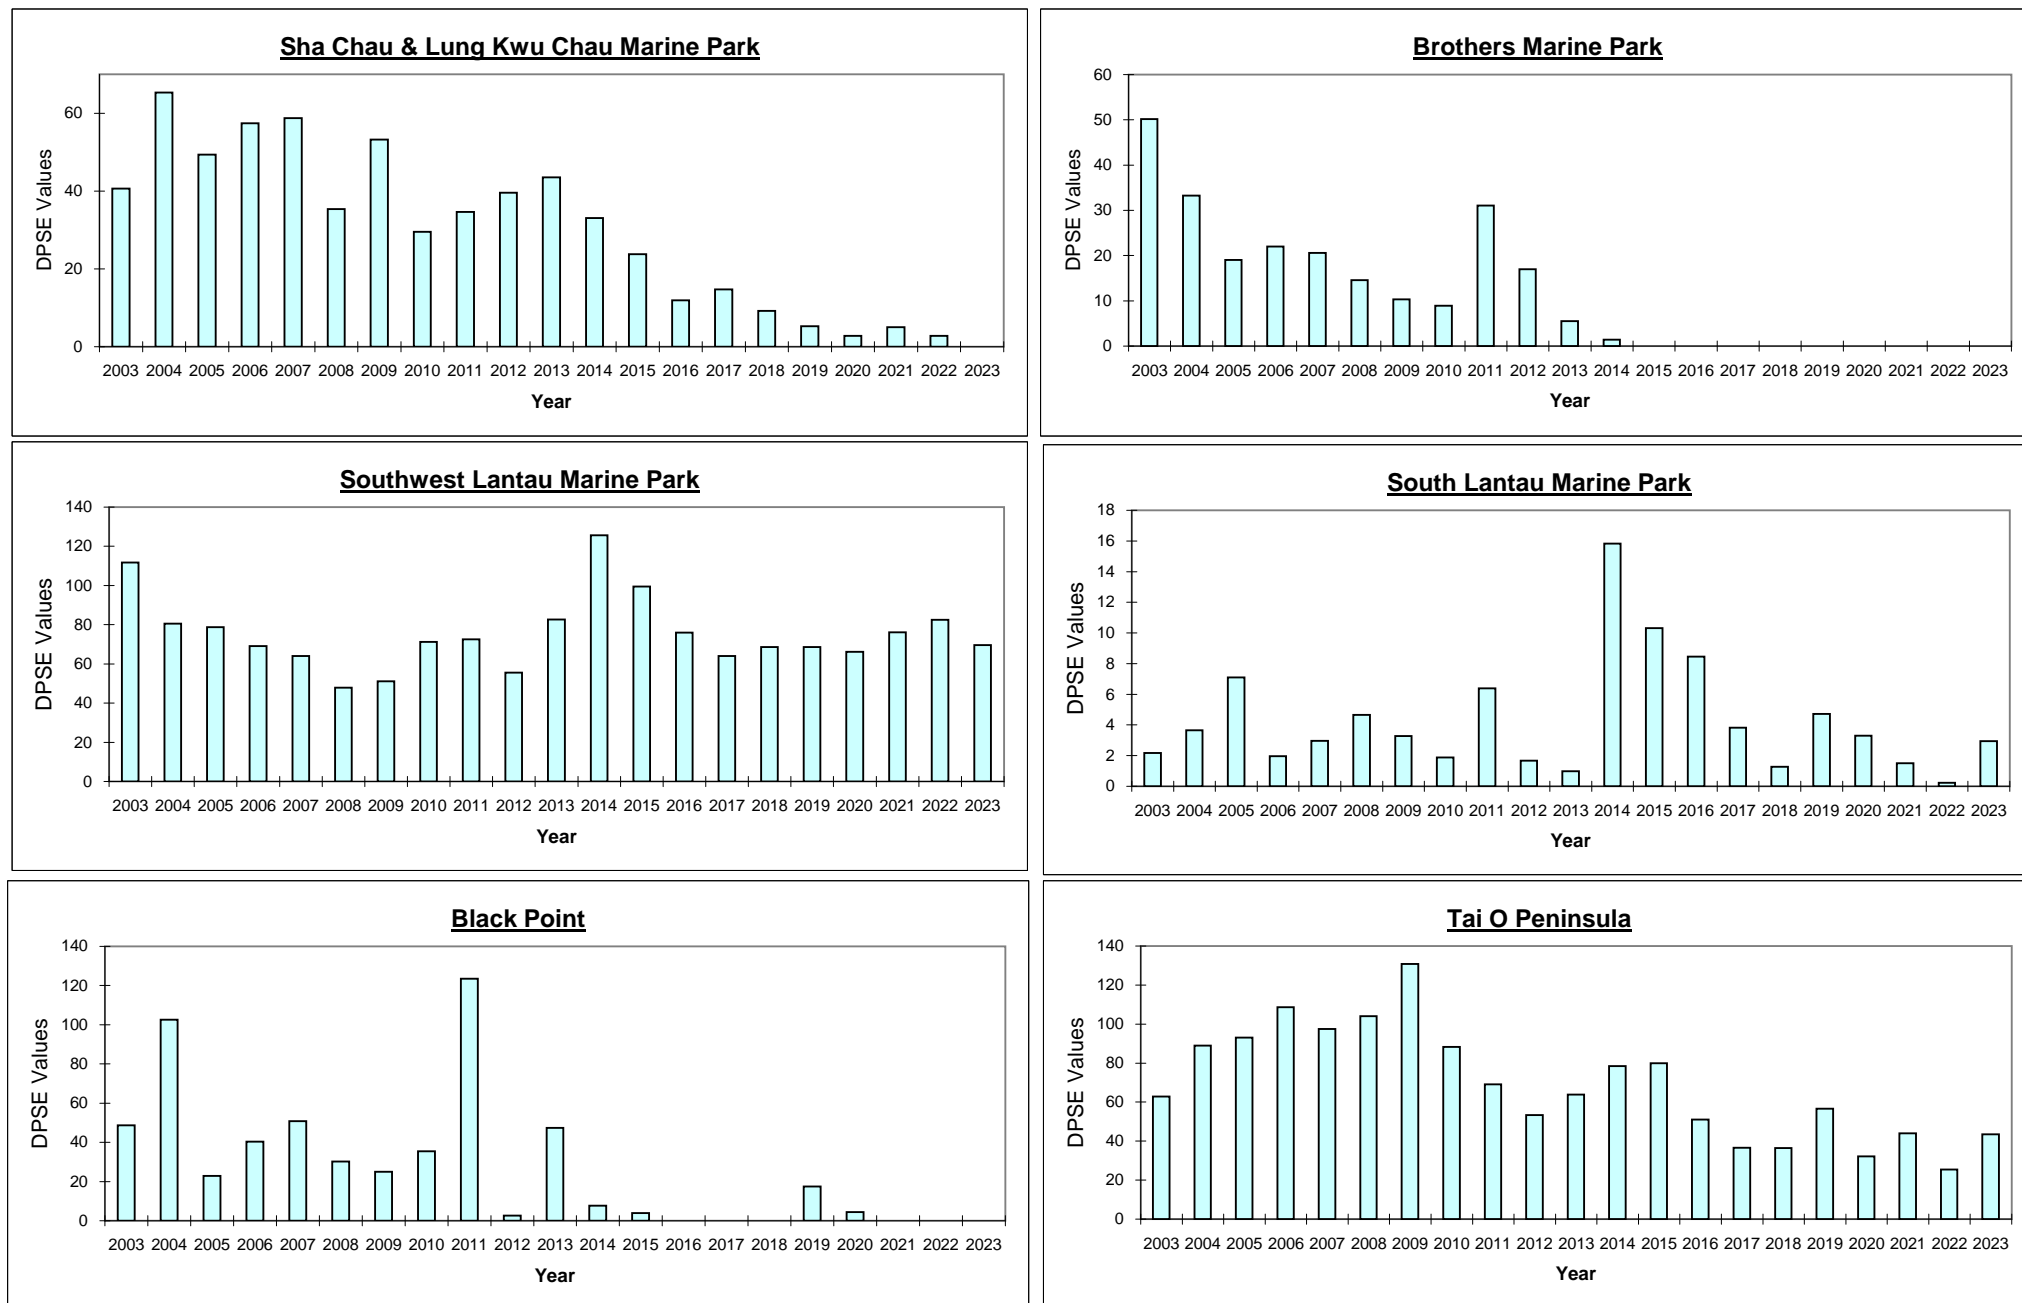 Sha Chau & Lung Kwu Chau Marine Park
60
40
20
0
DPSE Values
2003 2004 2005 2006 2007 2008 2009 2010 2011 2012 2013 2014 2015 2016 2017 2018 2019 2020 2021 2022 2023
Year
Brothers Marine Park
60
50
40
30
20
10
0
DPSE Values
2003 2004 2005 2006 2007 2008 2009 2010 2011 2012 2013 2014 2015 2016 2017 2018 2019 2020 2021 2022 2023
Year
Southwest Lantau Marine Park
140
120
100
80
60
40
20
0
DPSE Values
2003 2004 2005 2006 2007 2008 2009 2010 2011 2012 2013 2014 2015 2016 2017 2018 2019 2020 2021 2022 2023
Year
South Lantau Marine Park
18
16
14
12
10
8
6
4
2
0
DPSE Values
2003 2004 2005 2006 2007 2008 2009 2010 2011 2012 2013 2014 2015 2016 2017 2018 2019 2020 2021 2022 2023
Year
Black Point
140
120
100
80
60
40
20
0
DPSE Values
2003 2004 2005 2006 2007 2008 2009 2010 2011 2012 2013 2014 2015 2016 2017 2018 2019 2020 2021 2022 2023
Year
Tai O Peninsula
140
120
100
80
60
40
20
0
DPSE Values
2003 2004 2005 2006 2007 2008 2009 2010 2011 2012 2013 2014 2015 2016 2017 2018 2019 2020 2021 2022 2023
Year